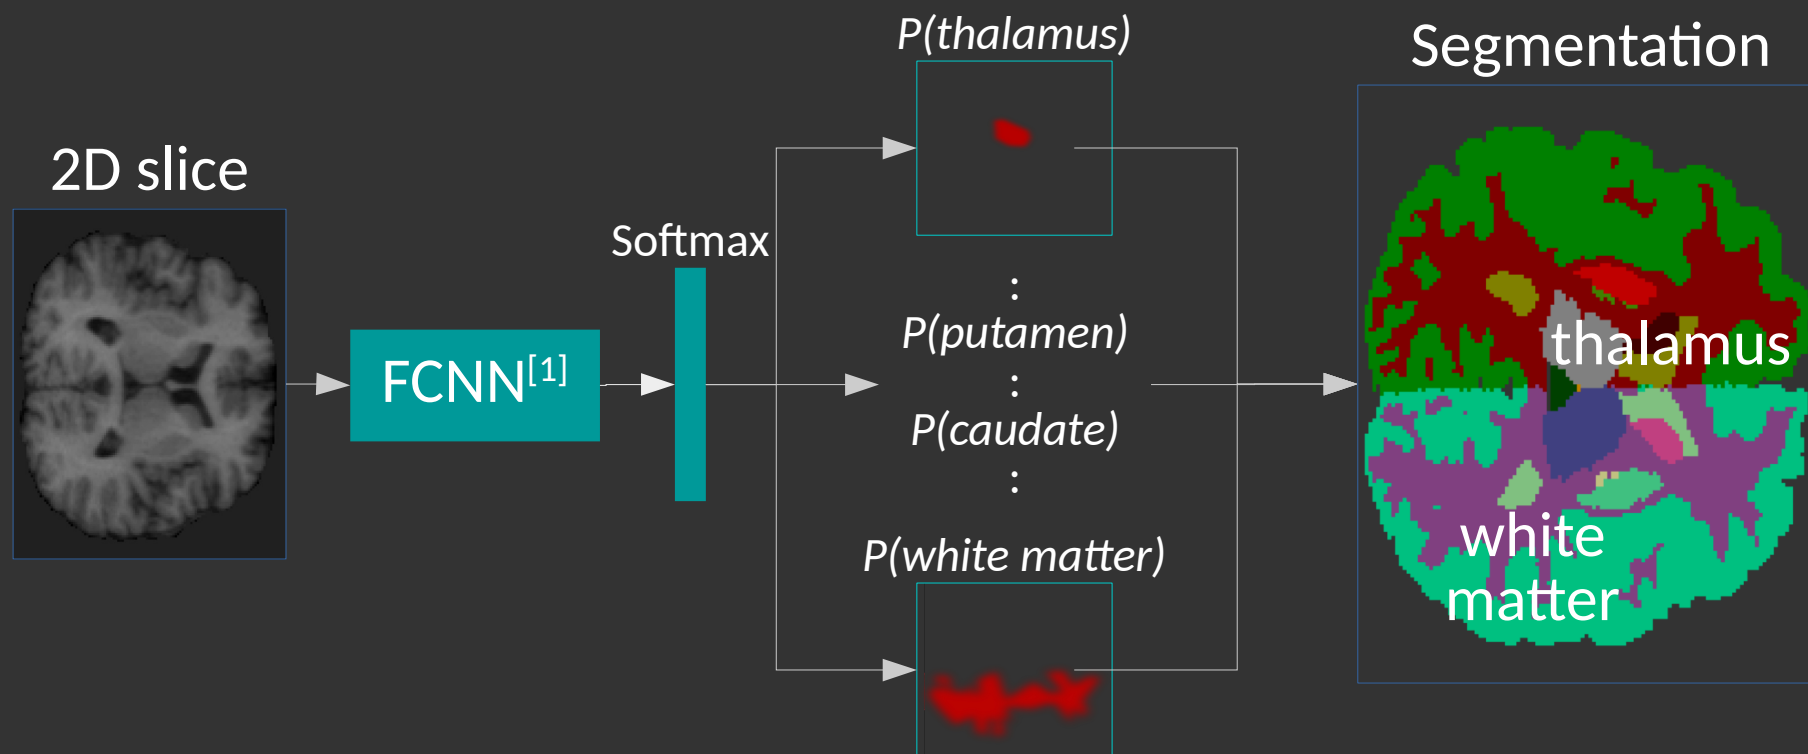 2D slice
FCNN[1]
Softmax
P(thalamus)
:
P(putamen)
:
P(caudate)
:
P(white matter)
Segmentation
thalamus
white
matter